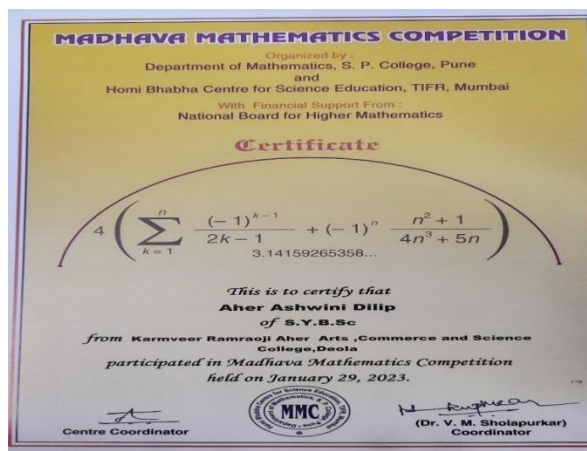 MADHAVA MATHEMATICS COMPETITION
Organized by :
Department of Mathematics, S. P. College, Pune
and
Homi Bhabha Centre for Science Education, TIFR, Mumbai
With Financial Support From :
National Board for Higher Mathematics
Certificate
4 ( ∑_{k=1}^{n} (-1)^{k-1} / (2k-1) + (-1)^n (n^2+1) / (4n^3+5n) )
3.14159265358...
This is to certify that
Aher Ashwini Dilip
of S.Y.B.Sc
from Karmveer Ramraoji Aher Arts ,Commerce and Science
College,Deola
participated in Madhava Mathematics Competition
held on January 29, 2023.
MMC
Centre Coordinator
(Dr. V. M. Sholapurkar)
Coordinator